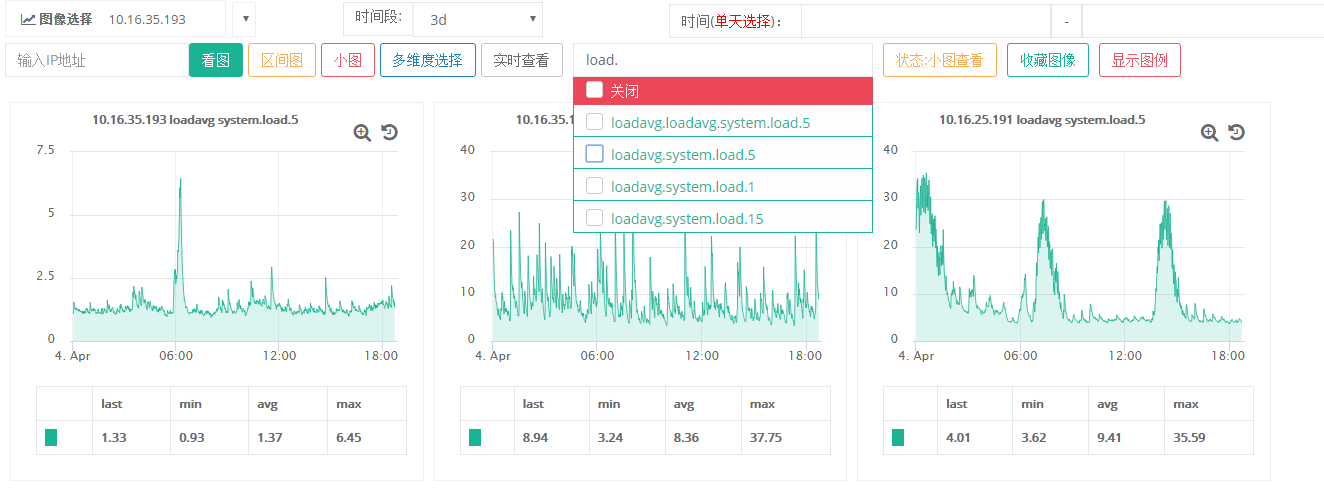 图像选择 10.16.35.193 ▼ 时间段: 3d ▼ 时间(单天选择): -
输入IP地址 看图 区间图 小图 多维度选择 实时查看 load. 状态:小图查看 收藏图像 显示图例
关闭
loadavg.loadavg.system.load.5
loadavg.system.load.5
loadavg.system.load.1
loadavg.system.load.15
10.16.35.193 loadavg system.load.5
7.5
5
2.5
0
4. Apr 06:00 12:00 18:00
last min avg max
1.33 0.93 1.37 6.45
10.16.35.1
40
30
20
10
0
4. Apr 06:00 12:00 18:00
last min avg max
8.94 3.24 8.36 37.75
10.16.25.191 loadavg system.load.5
40
30
20
10
0
4. Apr 06:00 12:00 18:00
last min avg max
4.01 3.62 9.41 35.59